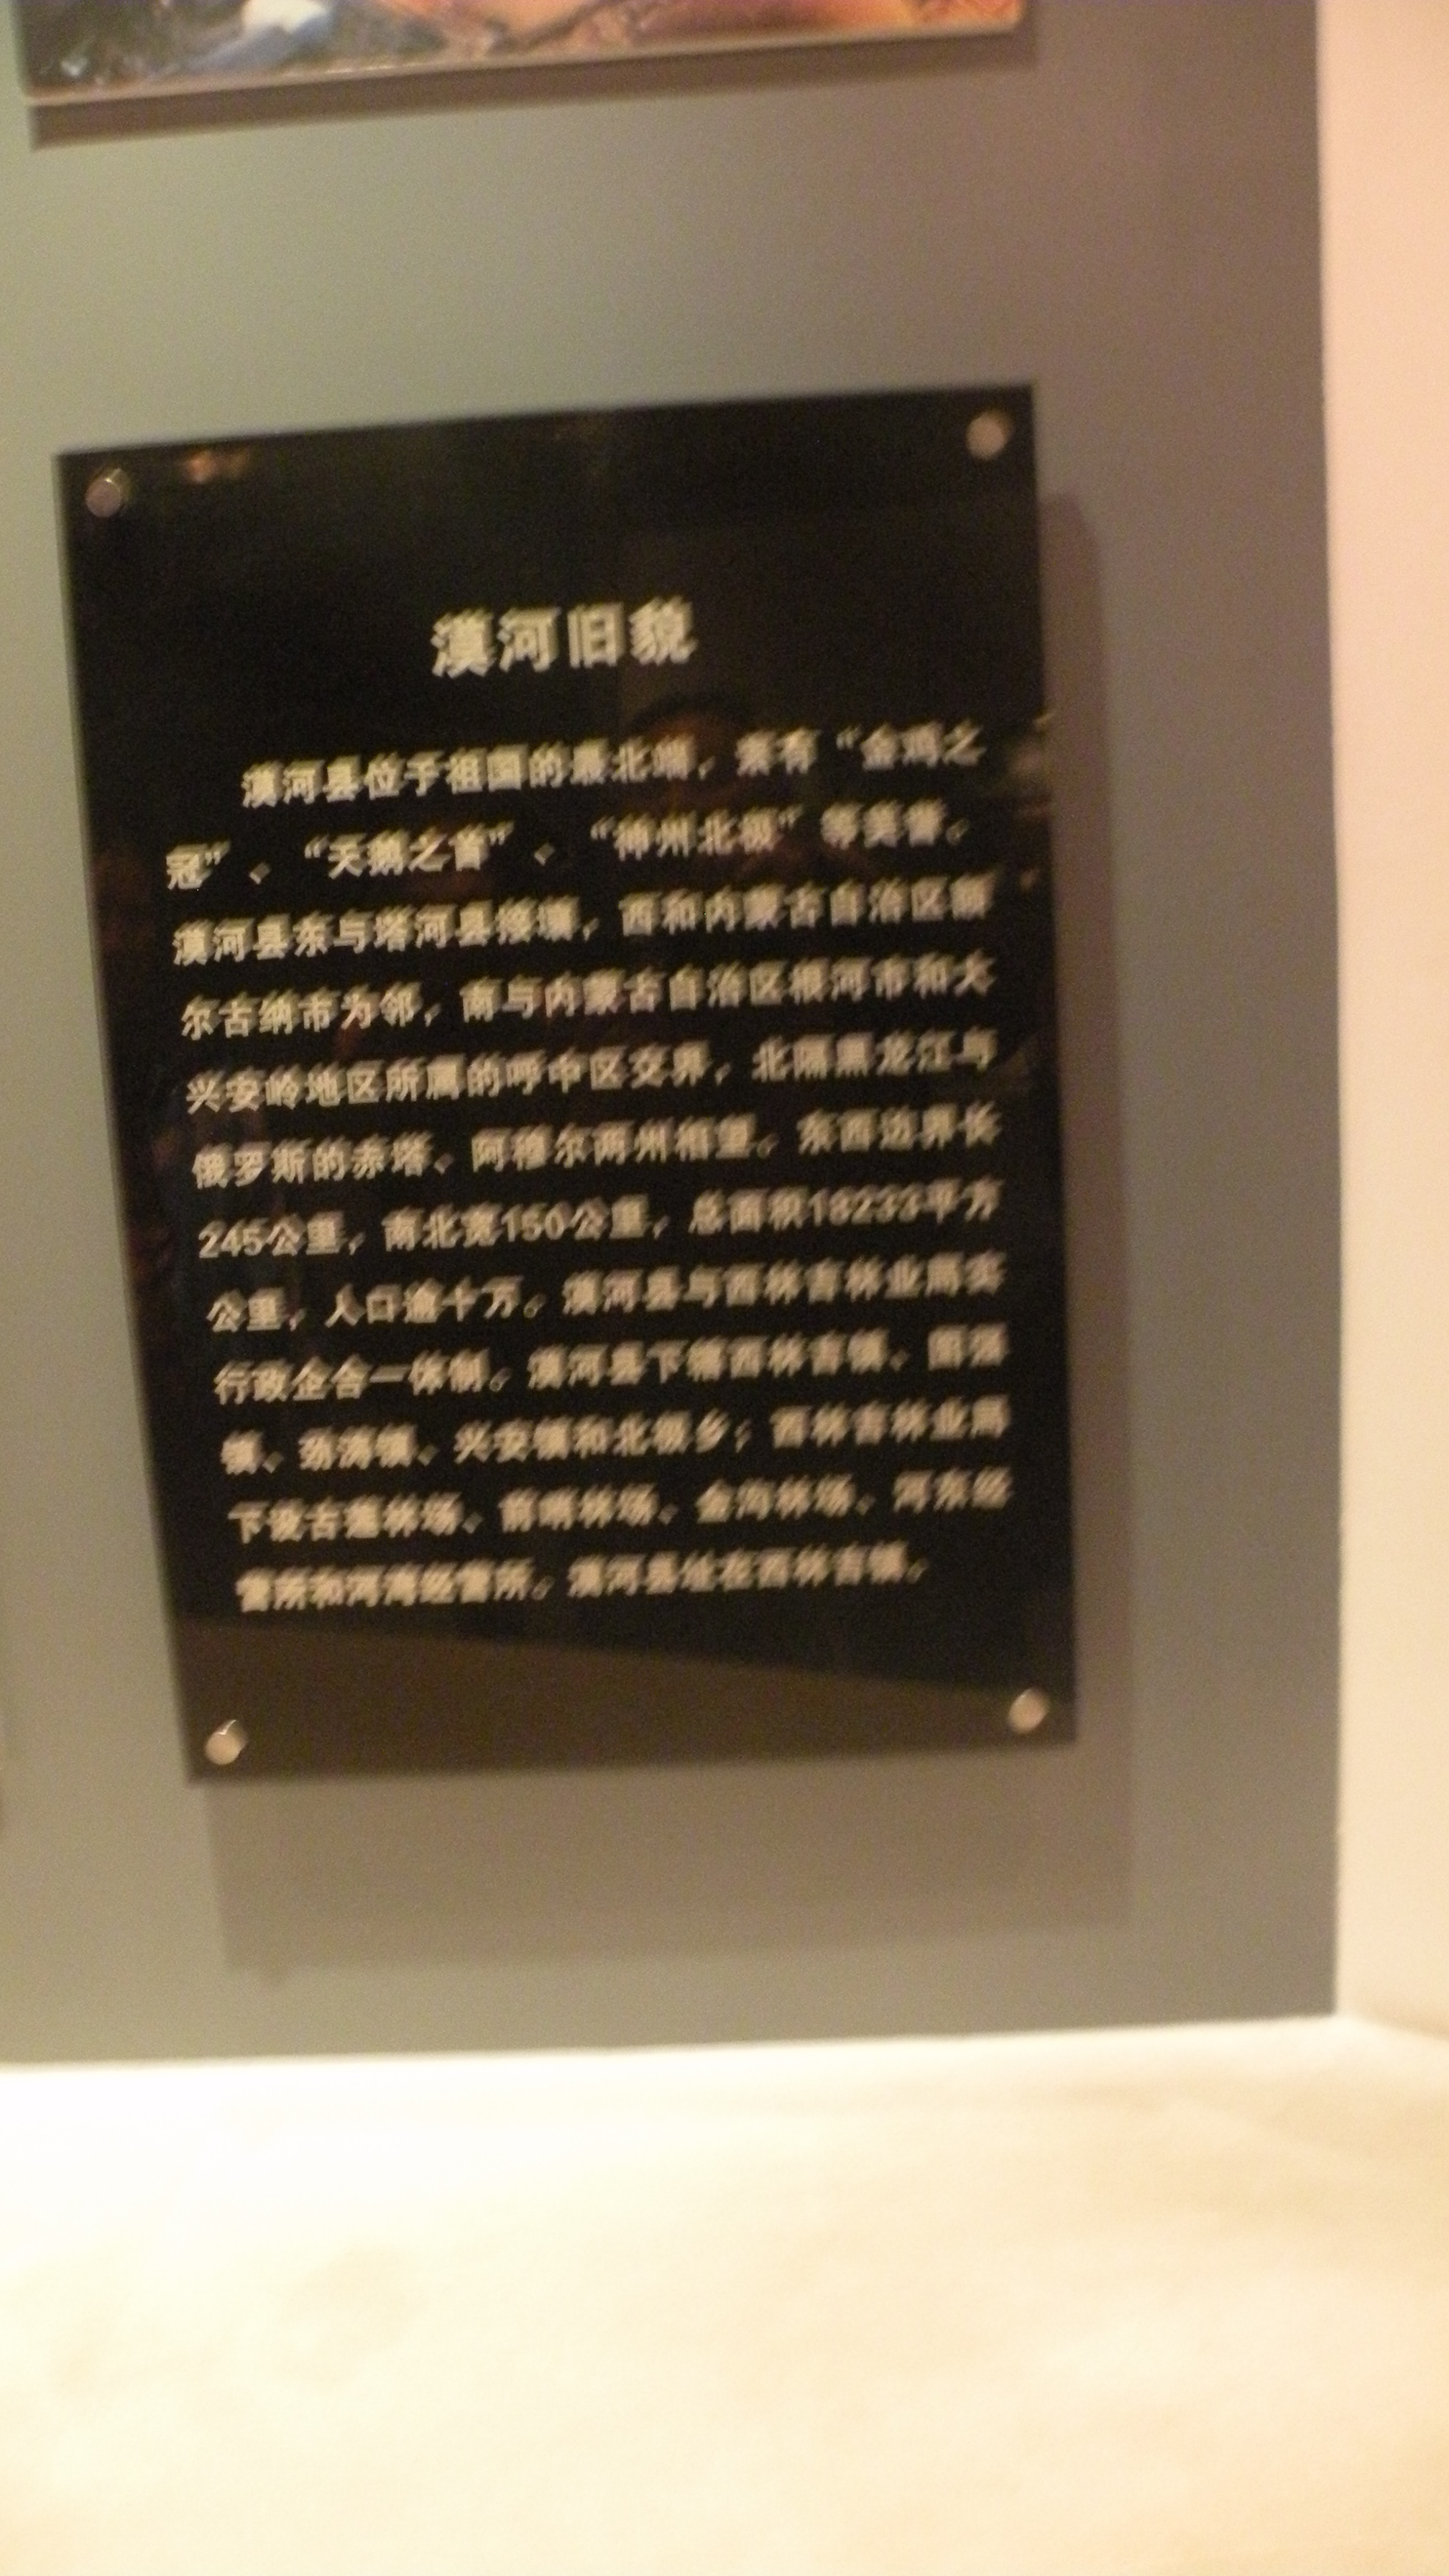 漠河旧貌
漠河县位于祖国的最北端，素有“金鸡之
冠”、“天鹅之首”、“神州北极”等美誉。
漠河县东与塔河县接壤，西和内蒙古自治区额
尔古纳市为邻，南与内蒙古自治区根河市和大
兴安岭地区所属的呼中区交界，北隔黑龙江与
俄罗斯的赤塔、阿穆尔两州相望。东西边界长
245公里，南北宽150公里，总面积18233平方
公里，人口逾十万。漠河县与西林吉林业局实
行政企合一体制。漠河县下辖西林吉镇、图强
镇、劲涛镇、兴安镇和北极乡；西林吉林业局
下设古莲林场、前哨林场、金沟林场、河东经
营所和河湾经营所。漠河县址在西林吉镇。